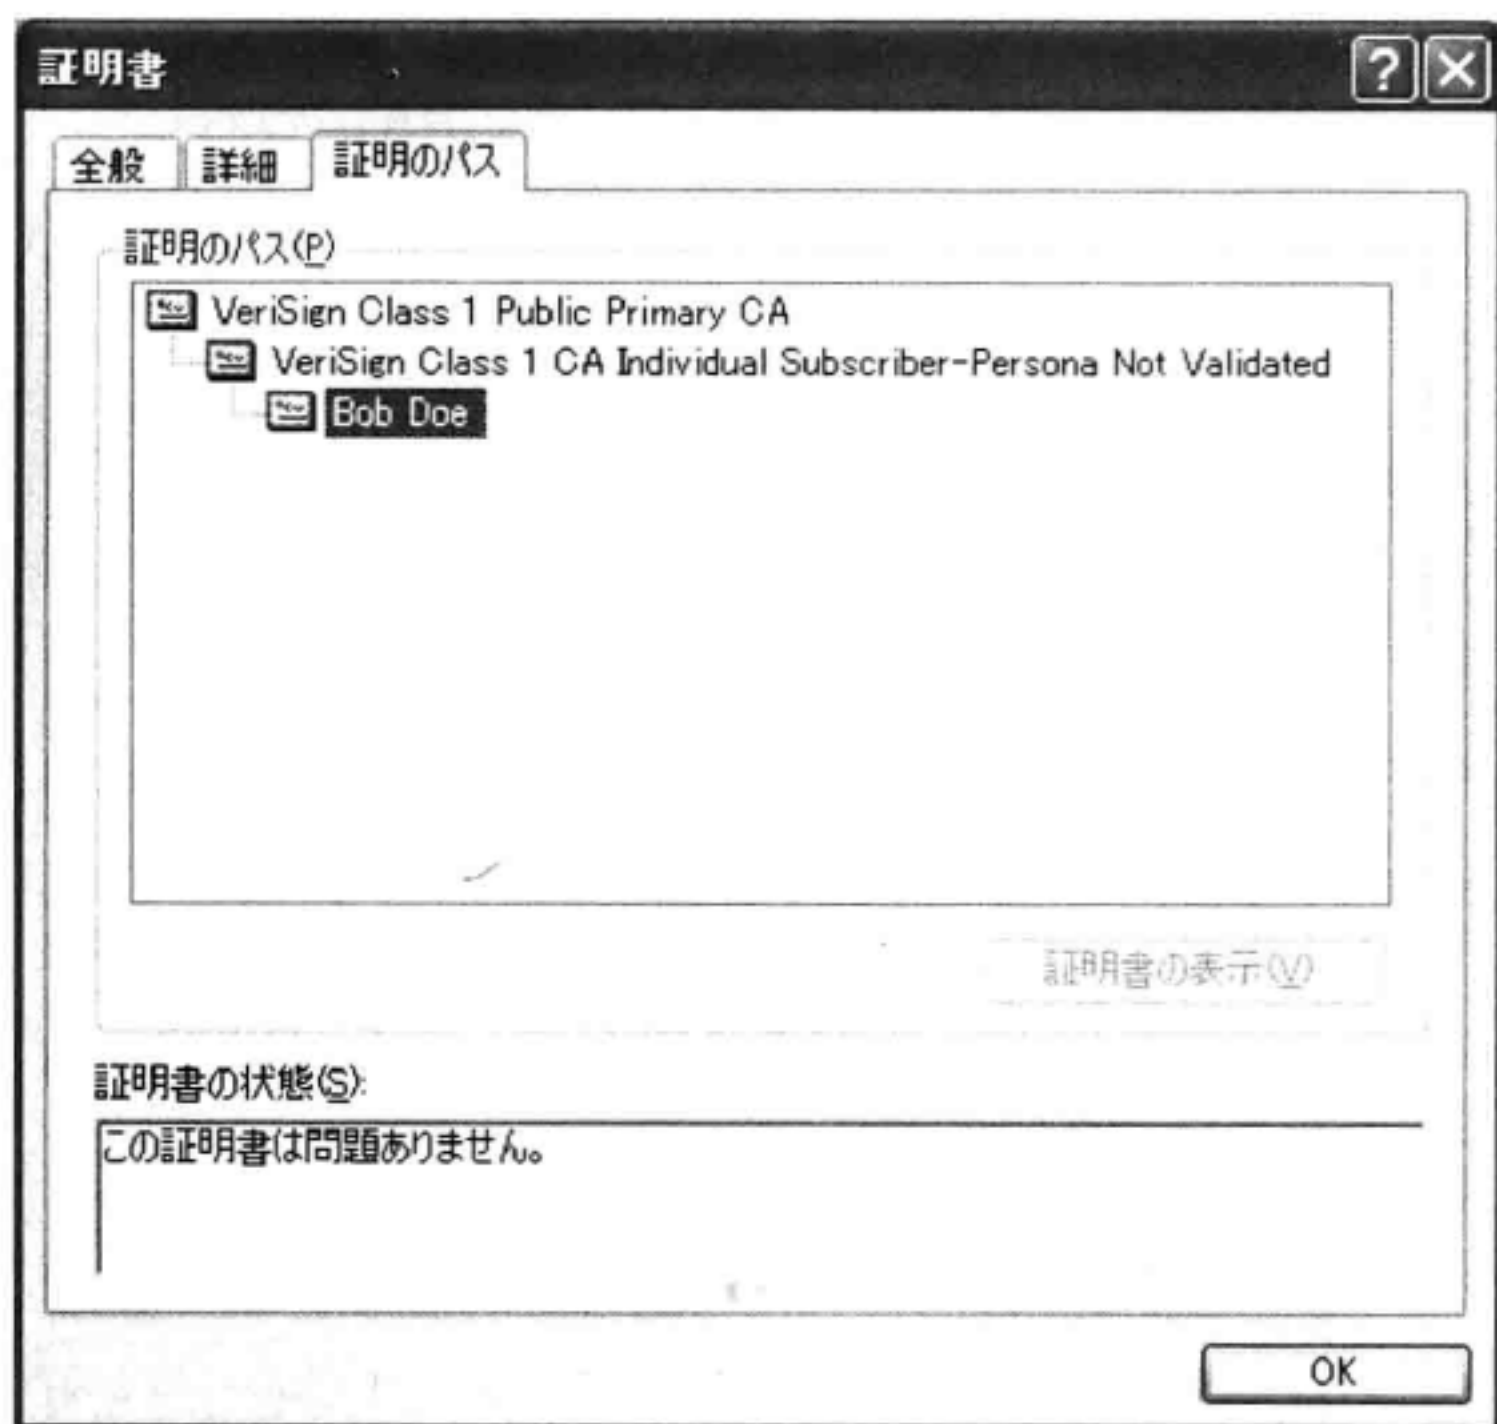 証明書
全般 詳細 証明のパス
証明のパス(P)
VeriSign Class 1 Public Primary CA
VeriSign Class 1 CA Individual Subscriber-Persona Not Validated
Bob Doe
証明書の表示(V)
証明書の状態(S):
この証明書は問題ありません。
OK